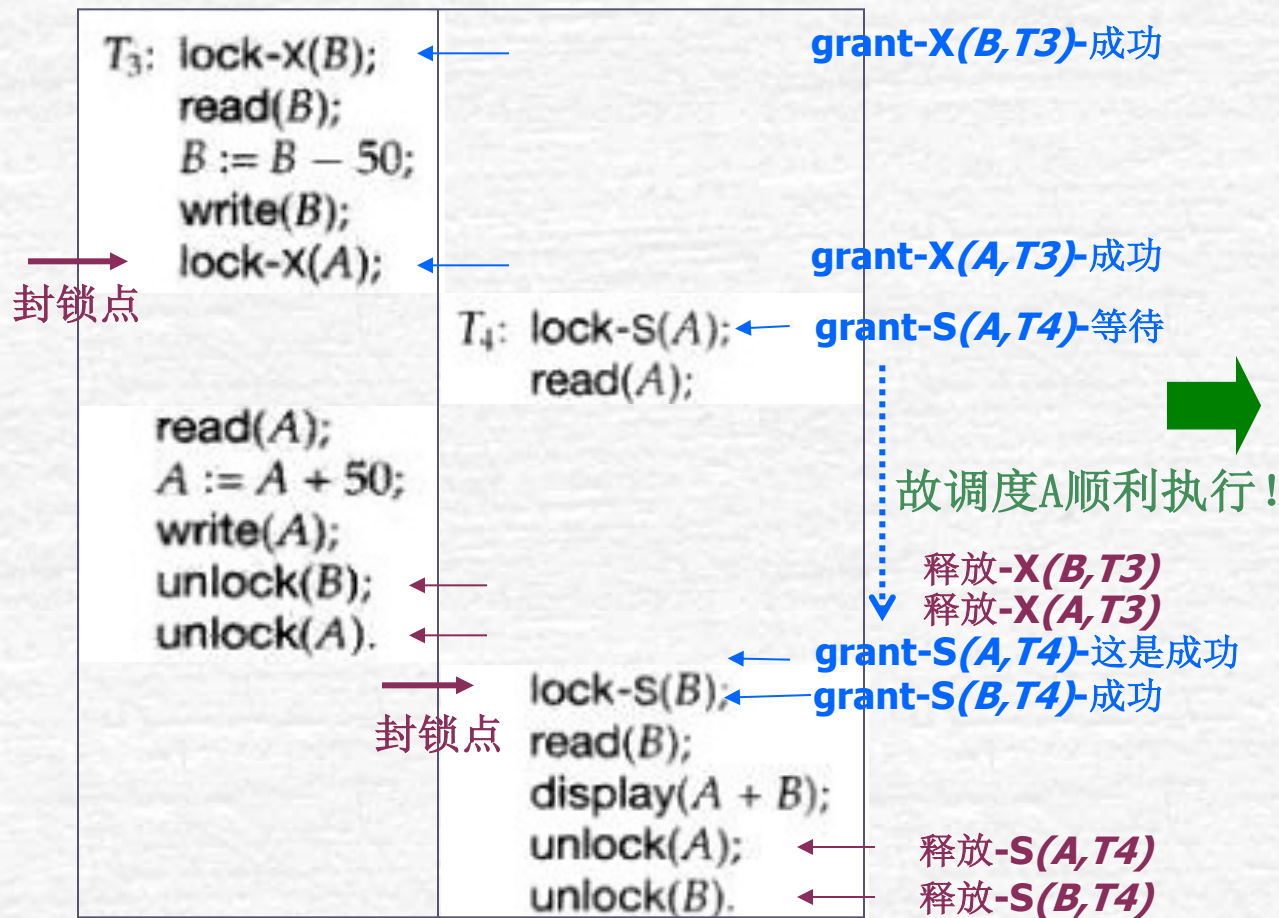 T₃: lock-X(B);
grant-X(B,T3)-成功
read(B);
B := B − 50;
write(B);
lock-X(A);
grant-X(A,T3)-成功
封锁点
T₄: lock-S(A);
grant-S(A,T4)-等待
read(A);
read(A);
A := A + 50;
故调度A顺利执行!
write(A);
unlock(B);
释放-X(B,T3)
unlock(A).
释放-X(A,T3)
grant-S(A,T4)-这是成功
lock-S(B);
grant-S(B,T4)-成功
封锁点
read(B);
display(A + B);
unlock(A);
释放-S(A,T4)
unlock(B).
释放-S(B,T4)